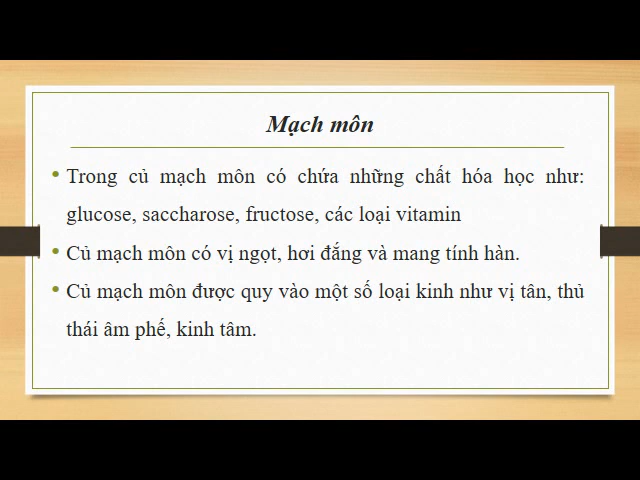 Mạch môn
• Trong củ mạch môn có chứa những chất hóa học như:
glucose, saccharose, fructose, các loại vitamin
• Củ mạch môn có vị ngọt, hơi đắng và mang tính hàn.
• Củ mạch môn được quy vào một số loại kinh như vị tân, thủ
thái âm phế, kinh tâm.